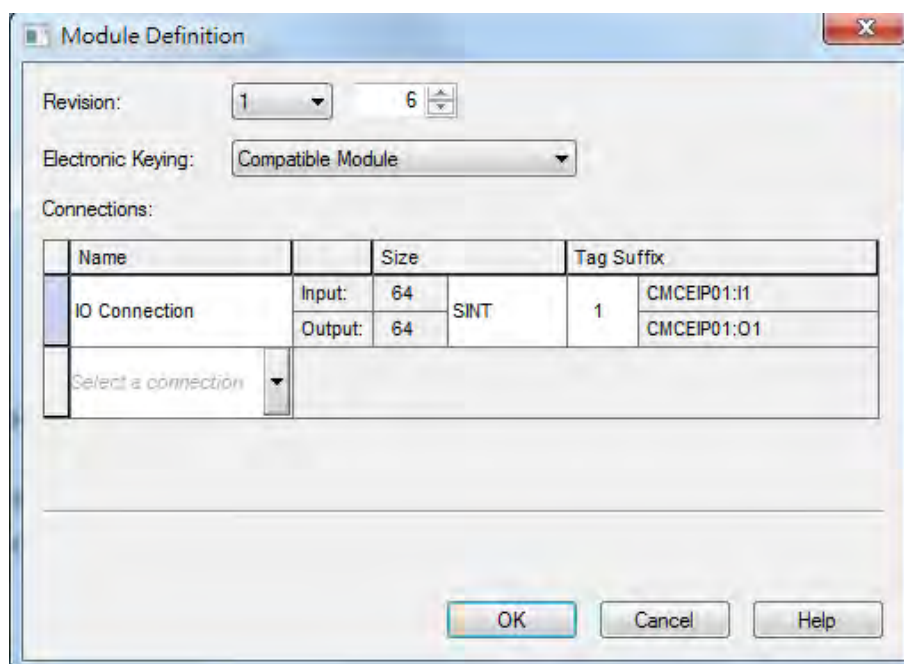 Module Definition
Revision: 1 6
Electronic Keying: Compatible Module
Connections:
Name Size Tag Suffix
IO Connection Input: 64 SINT 1 CMCEIP01:I1
Output: 64 CMCEIP01:O1
Select a connection
OK Cancel Help